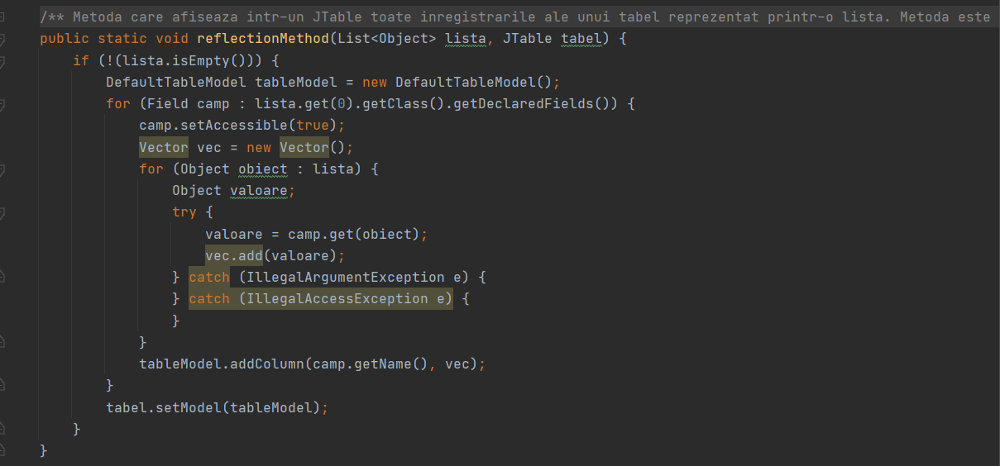 /** Metoda care afiseaza intr-un JTable toate inregistrarile ale unui tabel reprezentat printr-o lista. Metoda este
public static void reflectionMethod(List<Object> lista, JTable tabel) {
    if (!(lista.isEmpty())) {
        DefaultTableModel tableModel = new DefaultTableModel();
        for (Field camp : lista.get(0).getClass().getDeclaredFields()) {
            camp.setAccessible(true);
            Vector vec = new Vector();
            for (Object obiect : lista) {
                Object valoare;
                try {
                    valoare = camp.get(obiect);
                    vec.add(valoare);
                } catch (IllegalArgumentException e) {
                } catch (IllegalAccessException e) {
                }
            }
            tableModel.addColumn(camp.getName(), vec);
        }
        tabel.setModel(tableModel);
    }
}